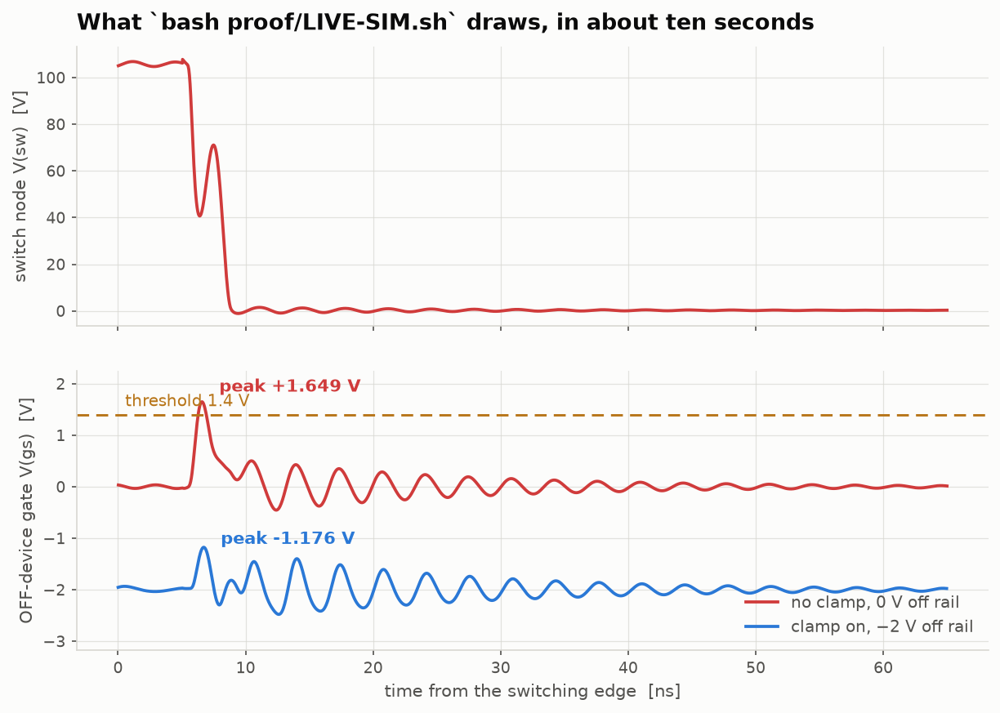 What `bash proof/LIVE-SIM.sh` draws, in about ten seconds
switch node V(sw) [V]
100
80
60
40
20
0
OFF-device gate V(gs) [V]
2
1
0
−1
−2
−3
peak +1.649 V
threshold 1.4 V
peak -1.176 V
no clamp, 0 V off rail
clamp on, −2 V off rail
0 10 20 30 40 50 60
time from the switching edge [ns]